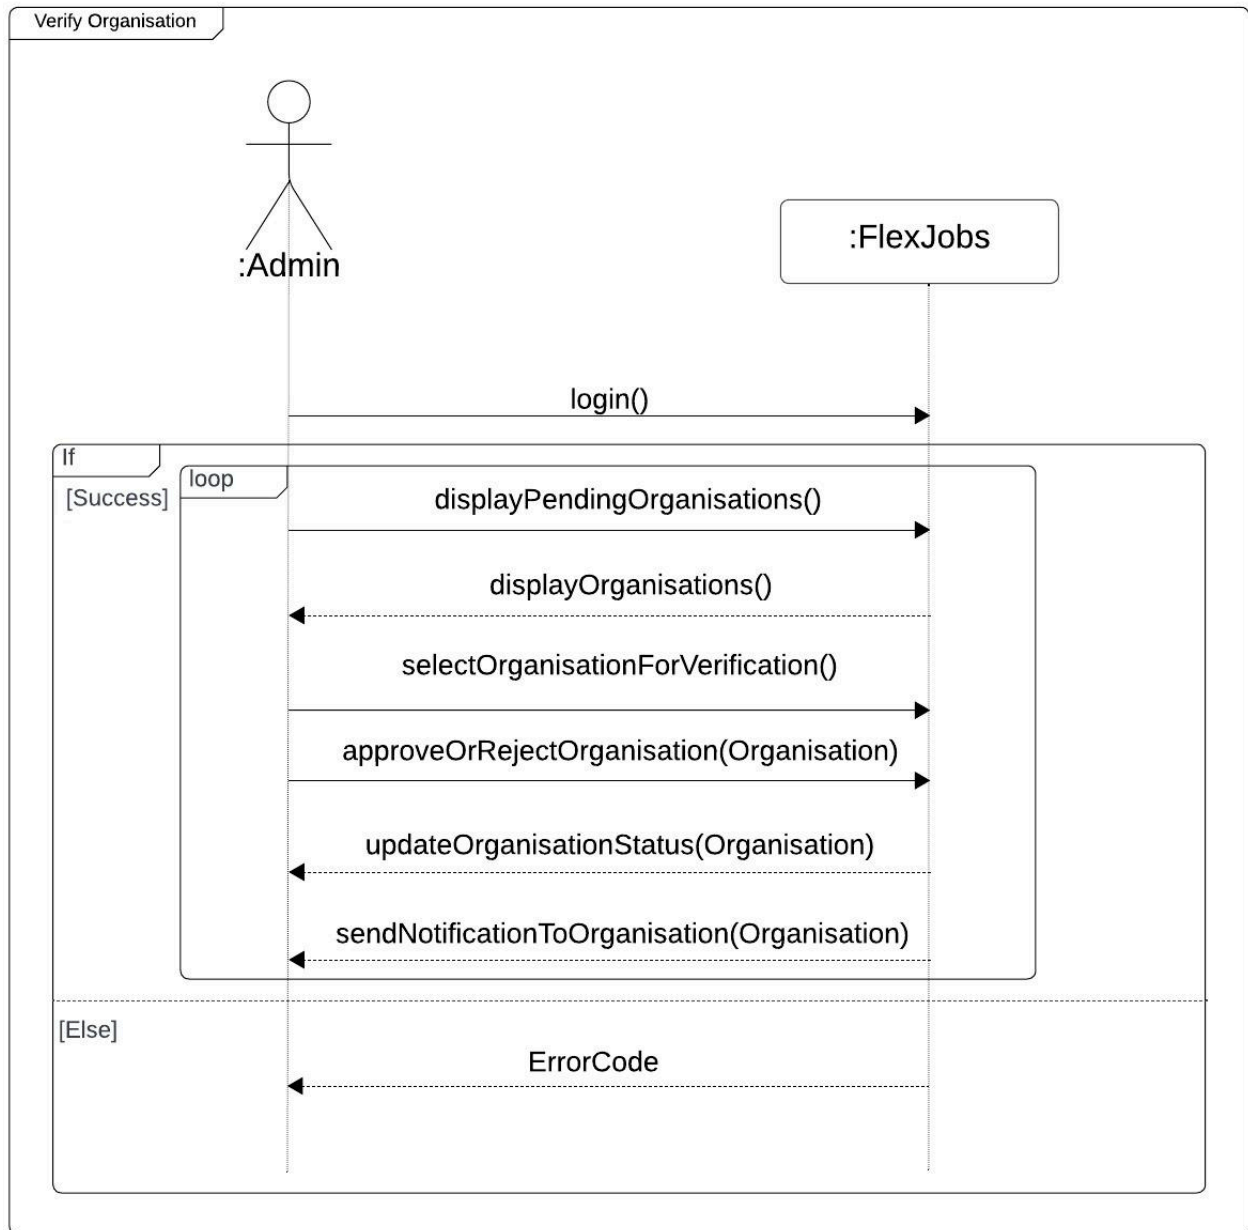 Verify Organisation
:Admin
:FlexJobs
login()
If
[Success]
loop
displayPendingOrganisations()
displayOrganisations()
selectOrganisationForVerification()
approveOrRejectOrganisation(Organisation)
updateOrganisationStatus(Organisation)
sendNotificationToOrganisation(Organisation)
[Else]
ErrorCode